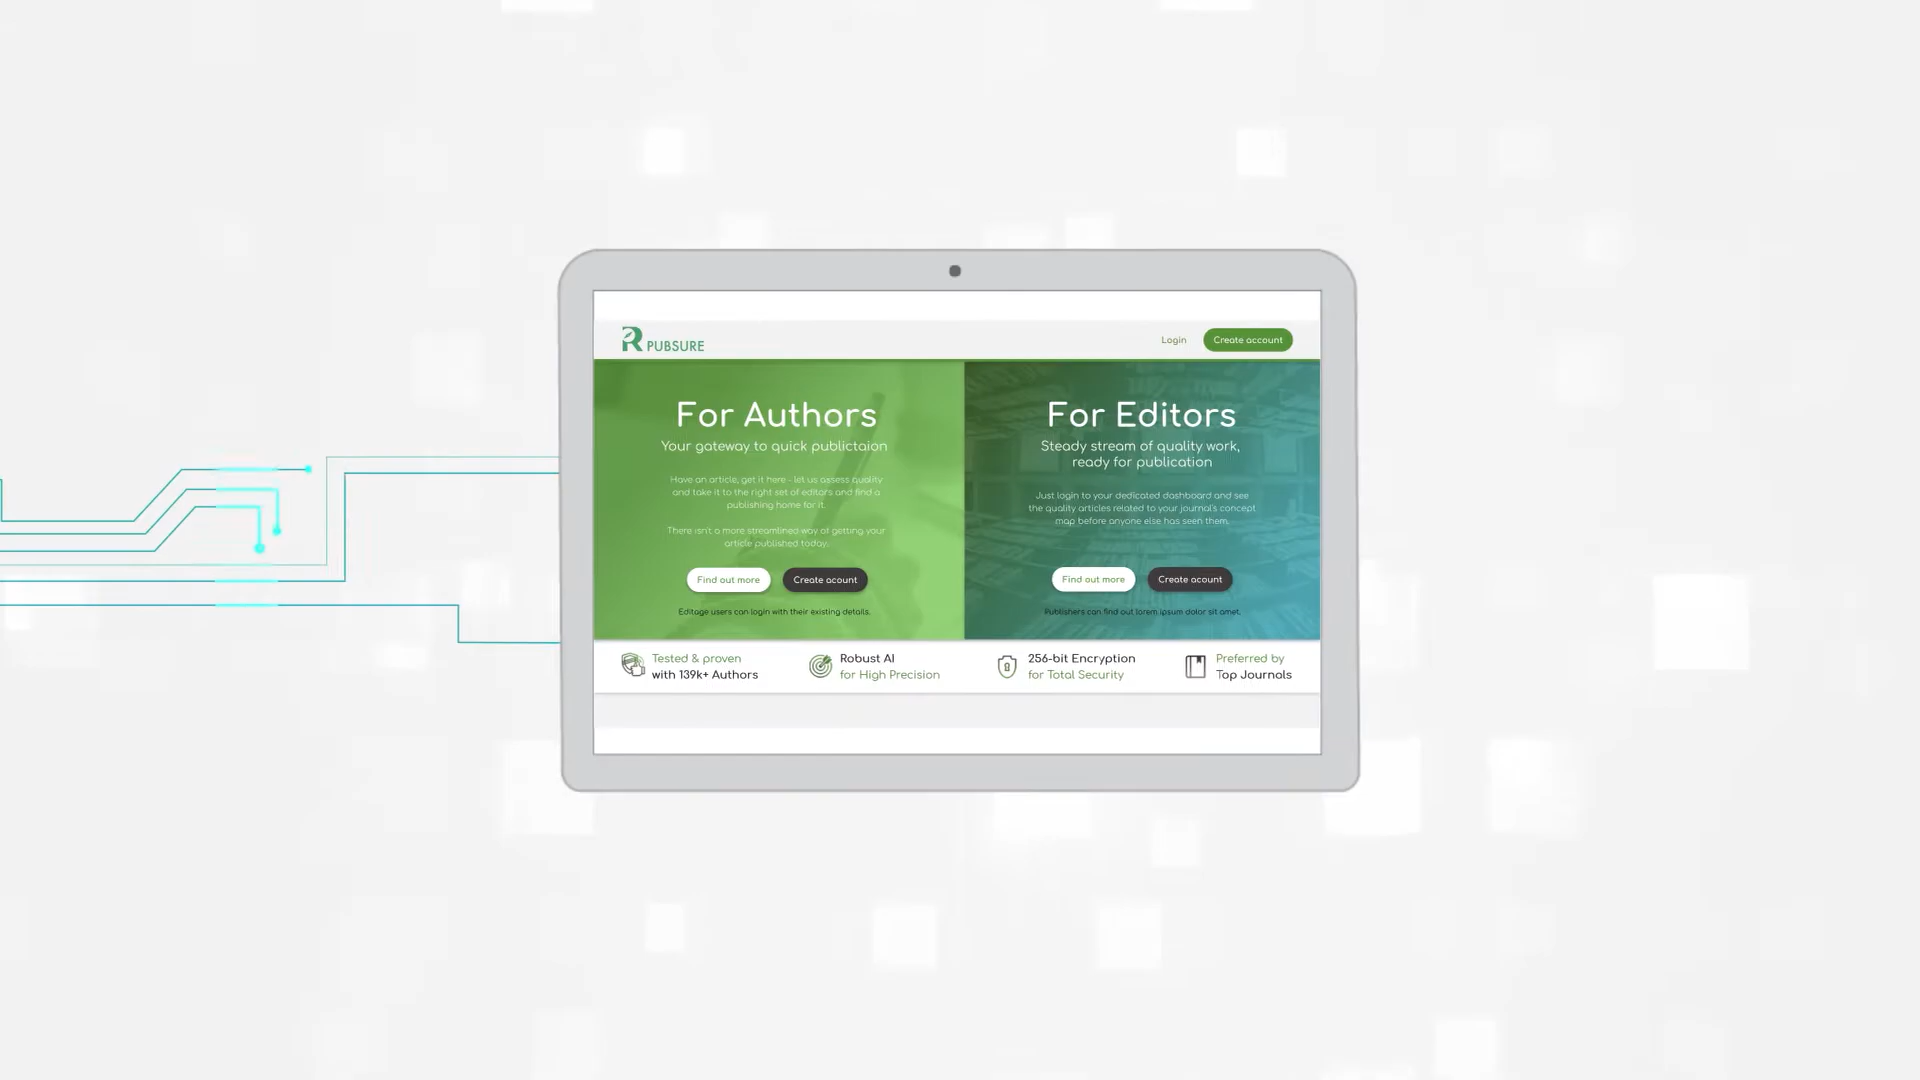 R PUBSURE
Login
Create account
For Authors
Your gateway to quick publictaion
Have an article, get it here - let us assess quality
and take it to the right set of editors and find a
publishing home for it.
There isn't a more streamlined way of getting your
article published today.
Find out more
Create acount
Editage users can login with their existing details.
For Editors
Steady stream of quality work,
ready for publication
Just login to your dedicated dashboard and see
the quality articles related to your journal's concept
map before anyone else has seen them.
Find out more
Create acount
Publishers can find out lorem ipsum dolor sit amet.
Tested & proven
with 139k+ Authors
Robust AI
for High Precision
256-bit Encryption
for Total Security
Preferred by
Top Journals